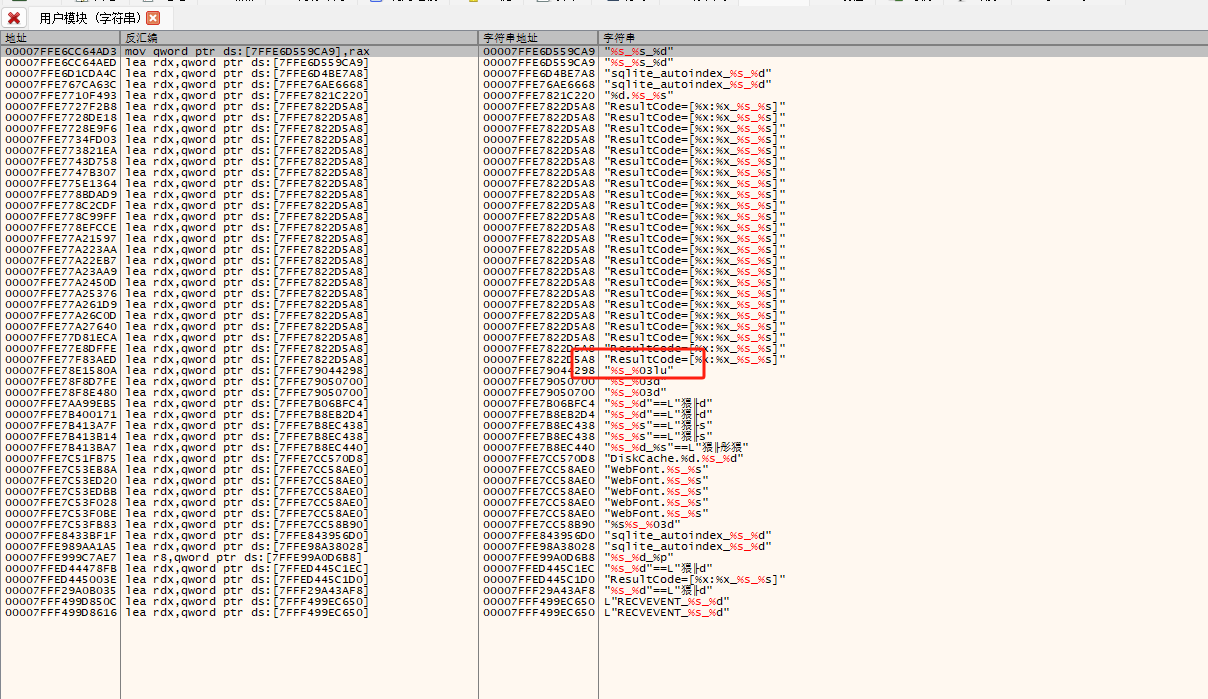 用户模块 (字符串)
地址 反汇编 字符串地址 字符串
00007FFE6CC64AD3 mov qword ptr ds:[7FFE6D559CA9],rax 00007FFE6D559CA9 "%s_%s_%d"
00007FFE6CC64AED lea rdx,qword ptr ds:[7FFE6D559CA9] 00007FFE6D559CA9 "%s_%s_%d"
00007FFE6D1CDA4C lea rdx,qword ptr ds:[7FFE6D4BE7A8] 00007FFE6D4BE7A8 "sqlite_autoindex_%s_%d"
00007FFE767CA63C lea rdx,qword ptr ds:[7FFE76AE6668] 00007FFE76AE6668 "sqlite_autoindex_%s_%d"
00007FFE7710F493 lea rdx,qword ptr ds:[7FFE7821C220] 00007FFE7821C220 "%d.%s_%s"
00007FFE7727F2B8 lea rdx,qword ptr ds:[7FFE7822D5A8] 00007FFE7822D5A8 "ResultCode=[%x:%x_%s_%s]"
00007FFE7728DE18 lea rdx,qword ptr ds:[7FFE7822D5A8] 00007FFE7822D5A8 "ResultCode=[%x:%x_%s_%s]"
00007FFE7728E9F6 lea rdx,qword ptr ds:[7FFE7822D5A8] 00007FFE7822D5A8 "ResultCode=[%x:%x_%s_%s]"
00007FFE7734FD03 lea rdx,qword ptr ds:[7FFE7822D5A8] 00007FFE7822D5A8 "ResultCode=[%x:%x_%s_%s]"
00007FFE773821EA lea rdx,qword ptr ds:[7FFE7822D5A8] 00007FFE7822D5A8 "ResultCode=[%x:%x_%s_%s]"
00007FFE7743D758 lea rdx,qword ptr ds:[7FFE7822D5A8] 00007FFE7822D5A8 "ResultCode=[%x:%x_%s_%s]"
00007FFE7747B307 lea rdx,qword ptr ds:[7FFE7822D5A8] 00007FFE7822D5A8 "ResultCode=[%x:%x_%s_%s]"
00007FFE775E1364 lea rdx,qword ptr ds:[7FFE7822D5A8] 00007FFE7822D5A8 "ResultCode=[%x:%x_%s_%s]"
00007FFE778BDAD9 lea rdx,qword ptr ds:[7FFE7822D5A8] 00007FFE7822D5A8 "ResultCode=[%x:%x_%s_%s]"
00007FFE778C2CDF lea rdx,qword ptr ds:[7FFE7822D5A8] 00007FFE7822D5A8 "ResultCode=[%x:%x_%s_%s]"
00007FFE778C99FF lea rdx,qword ptr ds:[7FFE7822D5A8] 00007FFE7822D5A8 "ResultCode=[%x:%x_%s_%s]"
00007FFE778EFCCE lea rdx,qword ptr ds:[7FFE7822D5A8] 00007FFE7822D5A8 "ResultCode=[%x:%x_%s_%s]"
00007FFE77A21597 lea rdx,qword ptr ds:[7FFE7822D5A8] 00007FFE7822D5A8 "ResultCode=[%x:%x_%s_%s]"
00007FFE77A223AA lea rdx,qword ptr ds:[7FFE7822D5A8] 00007FFE7822D5A8 "ResultCode=[%x:%x_%s_%s]"
00007FFE77A22EB7 lea rdx,qword ptr ds:[7FFE7822D5A8] 00007FFE7822D5A8 "ResultCode=[%x:%x_%s_%s]"
00007FFE77A23AA9 lea rdx,qword ptr ds:[7FFE7822D5A8] 00007FFE7822D5A8 "ResultCode=[%x:%x_%s_%s]"
00007FFE77A2450D lea rdx,qword ptr ds:[7FFE7822D5A8] 00007FFE7822D5A8 "ResultCode=[%x:%x_%s_%s]"
00007FFE77A25376 lea rdx,qword ptr ds:[7FFE7822D5A8] 00007FFE7822D5A8 "ResultCode=[%x:%x_%s_%s]"
00007FFE77A261D9 lea rdx,qword ptr ds:[7FFE7822D5A8] 00007FFE7822D5A8 "ResultCode=[%x:%x_%s_%s]"
00007FFE77A26C0D lea rdx,qword ptr ds:[7FFE7822D5A8] 00007FFE7822D5A8 "ResultCode=[%x:%x_%s_%s]"
00007FFE77A27640 lea rdx,qword ptr ds:[7FFE7822D5A8] 00007FFE7822D5A8 "ResultCode=[%x:%x_%s_%s]"
00007FFE77D81ECA lea rdx,qword ptr ds:[7FFE7822D5A8] 00007FFE7822D5A8 "ResultCode=[%x:%x_%s_%s]"
00007FFE77E8DFFE lea rdx,qword ptr ds:[7FFE7822D5A8] 00007FFE7822D5A8 "ResultCode=[%x:%x_%s_%s]"
00007FFE77F83AED lea rdx,qword ptr ds:[7FFE7822D5A8] 00007FFE7822D5A8 "ResultCode=[%x:%x_%s_%s]"
00007FFE78E1580A lea rdx,qword ptr ds:[7FFE79044298] 00007FFE79044298 "%s_%03lu"
00007FFE78F8D7FE lea rdx,qword ptr ds:[7FFE79050700] 00007FFE79050700 "%s_%03d"
00007FFE78F8E480 lea rdx,qword ptr ds:[7FFE79050700] 00007FFE79050700 "%s_%03d"
00007FFE7AA99EB5 lea rdx,qword ptr ds:[7FFE7B06BFC4] 00007FFE7B06BFC4 "%s_%d"==L"猥╟d"
00007FFE7B400171 lea rdx,qword ptr ds:[7FFE7B8EB2D4] 00007FFE7B8EB2D4 "%s_%d"==L"猥╟d"
00007FFE7B413A7F lea rdx,qword ptr ds:[7FFE7B8EC438] 00007FFE7B8EC438 "%s_%s"==L"猥╟s"
00007FFE7B413B14 lea rdx,qword ptr ds:[7FFE7B8EC438] 00007FFE7B8EC438 "%s_%s"==L"猥╟s"
00007FFE7B413BA7 lea rdx,qword ptr ds:[7FFE7B8EC440] 00007FFE7B8EC440 "%s_%d_%s"==L"猥╟彤猥"
00007FFE7C51FB75 lea rdx,qword ptr ds:[7FFE7CC570D8] 00007FFE7CC570D8 "DiskCache.%d.%s_%d"
00007FFE7C53EB8A lea rdx,qword ptr ds:[7FFE7CC58AE0] 00007FFE7CC58AE0 "WebFont.%s_%s"
00007FFE7C53ED20 lea rdx,qword ptr ds:[7FFE7CC58AE0] 00007FFE7CC58AE0 "WebFont.%s_%s"
00007FFE7C53EDBB lea rdx,qword ptr ds:[7FFE7CC58AE0] 00007FFE7CC58AE0 "WebFont.%s_%s"
00007FFE7C53F028 lea rdx,qword ptr ds:[7FFE7CC58AE0] 00007FFE7CC58AE0 "WebFont.%s_%s"
00007FFE7C53F0BE lea rdx,qword ptr ds:[7FFE7CC58AE0] 00007FFE7CC58AE0 "WebFont.%s_%s"
00007FFE7C53FB83 lea rdx,qword ptr ds:[7FFE7CC58B90] 00007FFE7CC58B90 "%s%s_%03d"
00007FFE8433BF1F lea rdx,qword ptr ds:[7FFE843956D0] 00007FFE843956D0 "sqlite_autoindex_%s_%d"
00007FFE989AA1A5 lea rdx,qword ptr ds:[7FFE98A38028] 00007FFE98A38028 "sqlite_autoindex_%s_%d"
00007FFE999C7AE7 lea r8,qword ptr ds:[7FFE99A0D6B8] 00007FFE99A0D6B8 "%s_%d_%p"
00007FFED44478FB lea rdx,qword ptr ds:[7FFED445C1EC] 00007FFED445C1EC "%s_%d"==L"猥╟d"
00007FFED445003E lea rdx,qword ptr ds:[7FFED445C1D0] 00007FFED445C1D0 "ResultCode=[%x:%x_%s_%s]"
00007FFF29A0B035 lea rdx,qword ptr ds:[7FFF29A43AF8] 00007FFF29A43AF8 "%s_%d"==L"猥╟d"
00007FFF499D850C lea rdx,qword ptr ds:[7FFF499EC650] 00007FFF499EC650 L"RECVEVENT_%s_%d"
00007FFF499D8616 lea rdx,qword ptr ds:[7FFF499EC650] 00007FFF499EC650 L"RECVEVENT_%s_%d"